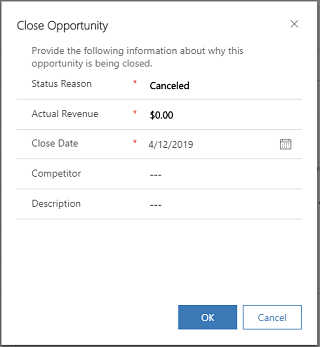 Close Opportunity
Provide the following information about why this
opportunity is being closed.
Status Reason * Canceled
Actual Revenue * $0.00
Close Date * 4/12/2019
Competitor ---
Description ---
OK Cancel